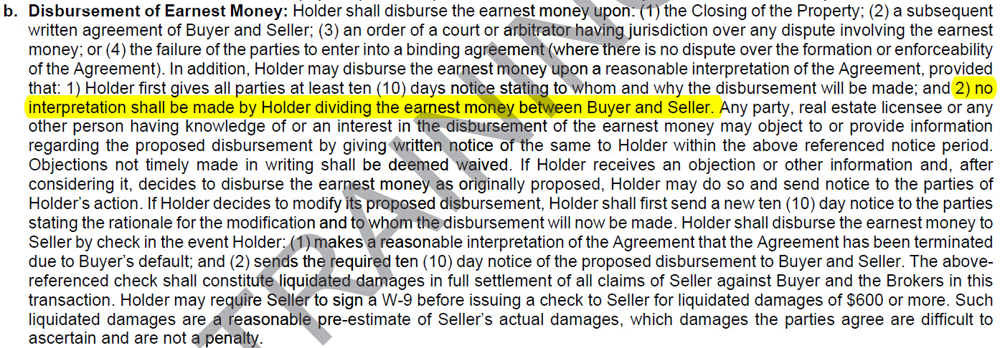 b. Disbursement of Earnest Money: Holder shall disburse the earnest money upon: (1) the Closing of the Property; (2) a subsequent
written agreement of Buyer and Seller; (3) an order of a court or arbitrator having jurisdiction over any dispute involving the earnest
money; or (4) the failure of the parties to enter into a binding agreement (where there is no dispute over the formation or enforceability
of the Agreement). In addition, Holder may disburse the earnest money upon a reasonable interpretation of the Agreement, provided
that: 1) Holder first gives all parties at least ten (10) days notice stating to whom and why the disbursement will be made; and 2) no
interpretation shall be made by Holder dividing the earnest money between Buyer and Seller. Any party, real estate licensee or any
other person having knowledge of or an interest in the disbursement of the earnest money may object to or provide information
regarding the proposed disbursement by giving written notice of the same to Holder within the above referenced notice period.
Objections not timely made in writing shall be deemed waived. If Holder receives an objection or other information and, after
considering it, decides to disburse the earnest money as originally proposed, Holder may do so and send notice to the parties of
Holder's action. If Holder decides to modify its proposed disbursement, Holder shall first send a new ten (10) day notice to the parties
stating the rationale for the modification and to whom the disbursement will now be made. Holder shall disburse the earnest money to
Seller by check in the event Holder: (1) makes a reasonable interpretation of the Agreement that the Agreement has been terminated
due to Buyer's default; and (2) sends the required ten (10) day notice of the proposed disbursement to Buyer and Seller. The above-
referenced check shall constitute liquidated damages in full settlement of all claims of Seller against Buyer and the Brokers in this
transaction. Holder may require Seller to sign a W-9 before issuing a check to Seller for liquidated damages of $600 or more. Such
liquidated damages are a reasonable pre-estimate of Seller's actual damages, which damages the parties agree are difficult to
ascertain and are not a penalty.
TRAINING